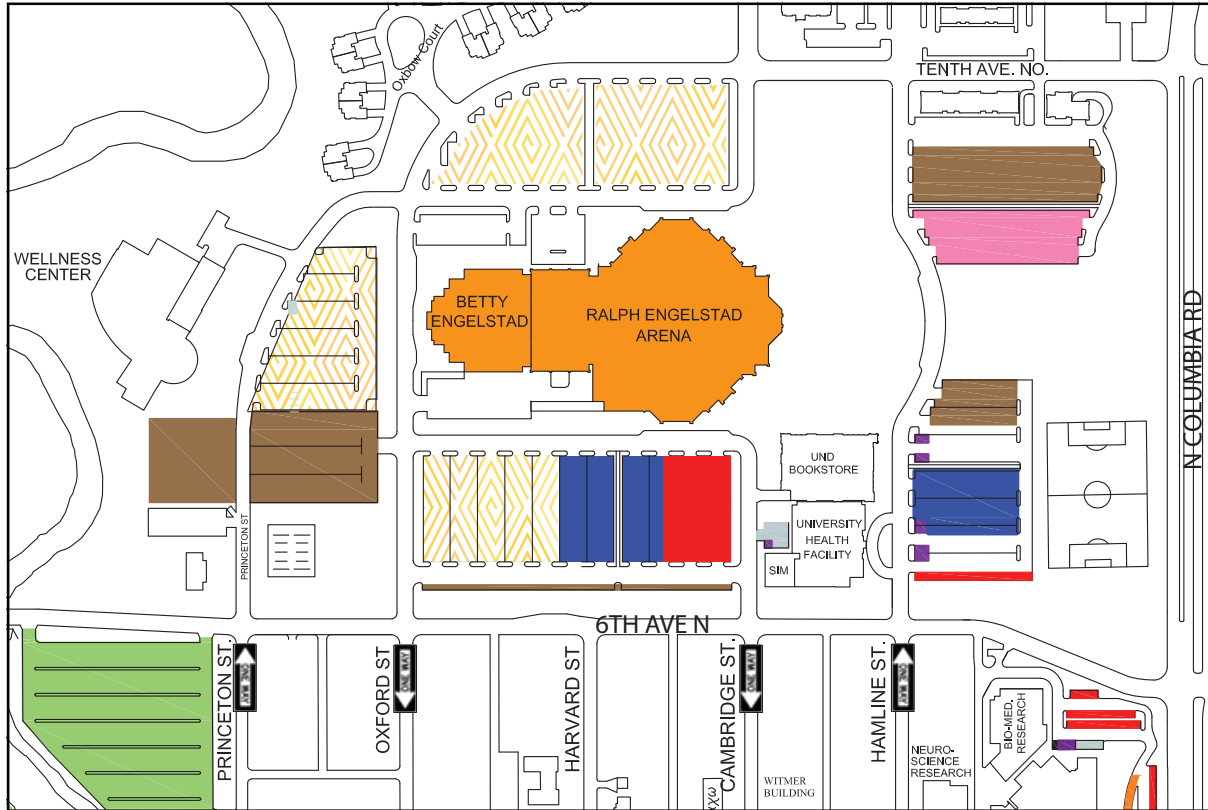 Oxbow Court
TENTH AVE. NO.
WELLNESS
CENTER
BETTY
ENGELSTAD
RALPH ENGELSTAD
ARENA
N COLUMBIA RD
UND
BOOKSTORE
UNIVERSITY
HEALTH
FACILITY
SIM
PRINCETON ST
6TH AVE N
PRINCETON ST.
ONE WAY
OXFORD ST
ONE WAY
HARVARD ST
CAMBRIDGE ST.
ONE WAY
HAMLINE ST.
ONE WAY
BIO-MED.
RESEARCH
NEURO-
SCIENCE
RESEARCH
WITMER
BUILDING